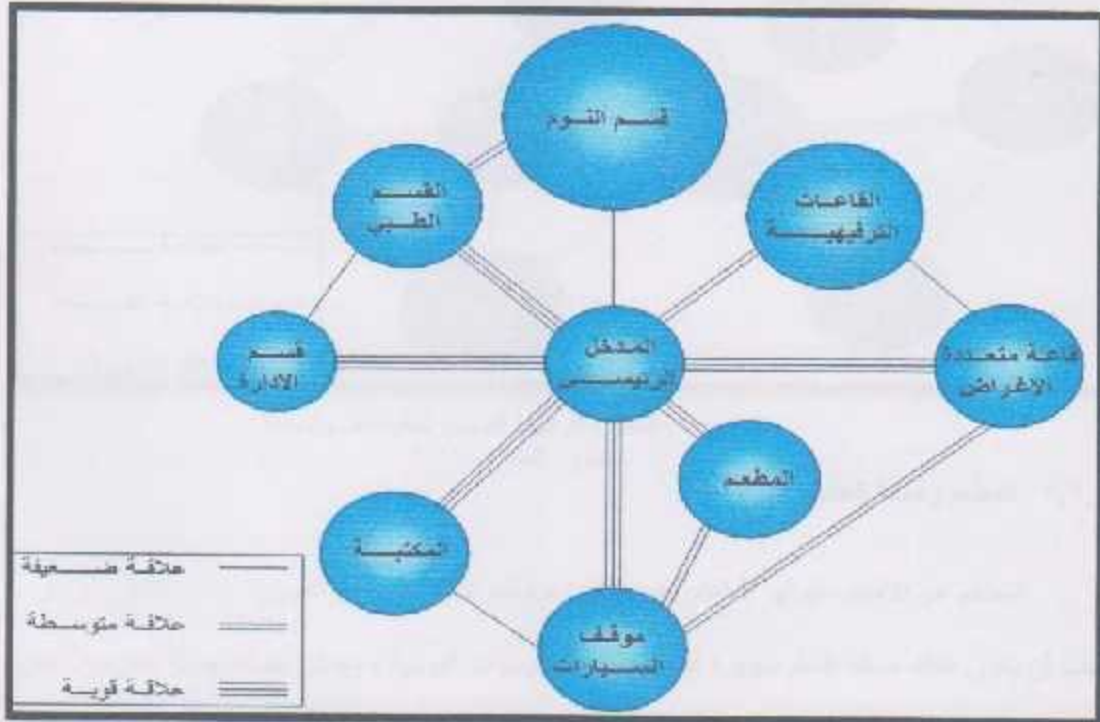 قسم النوم
القسم
الطبي
القاعات
الترفيهية
المدخل
الرئيسي
قسم
الادارة
قاعة متعددة
الاغراض
المطعم
المكتبة
موقف
السيارات
علاقة ضعيفة
علاقة متوسطة
علاقة قوية